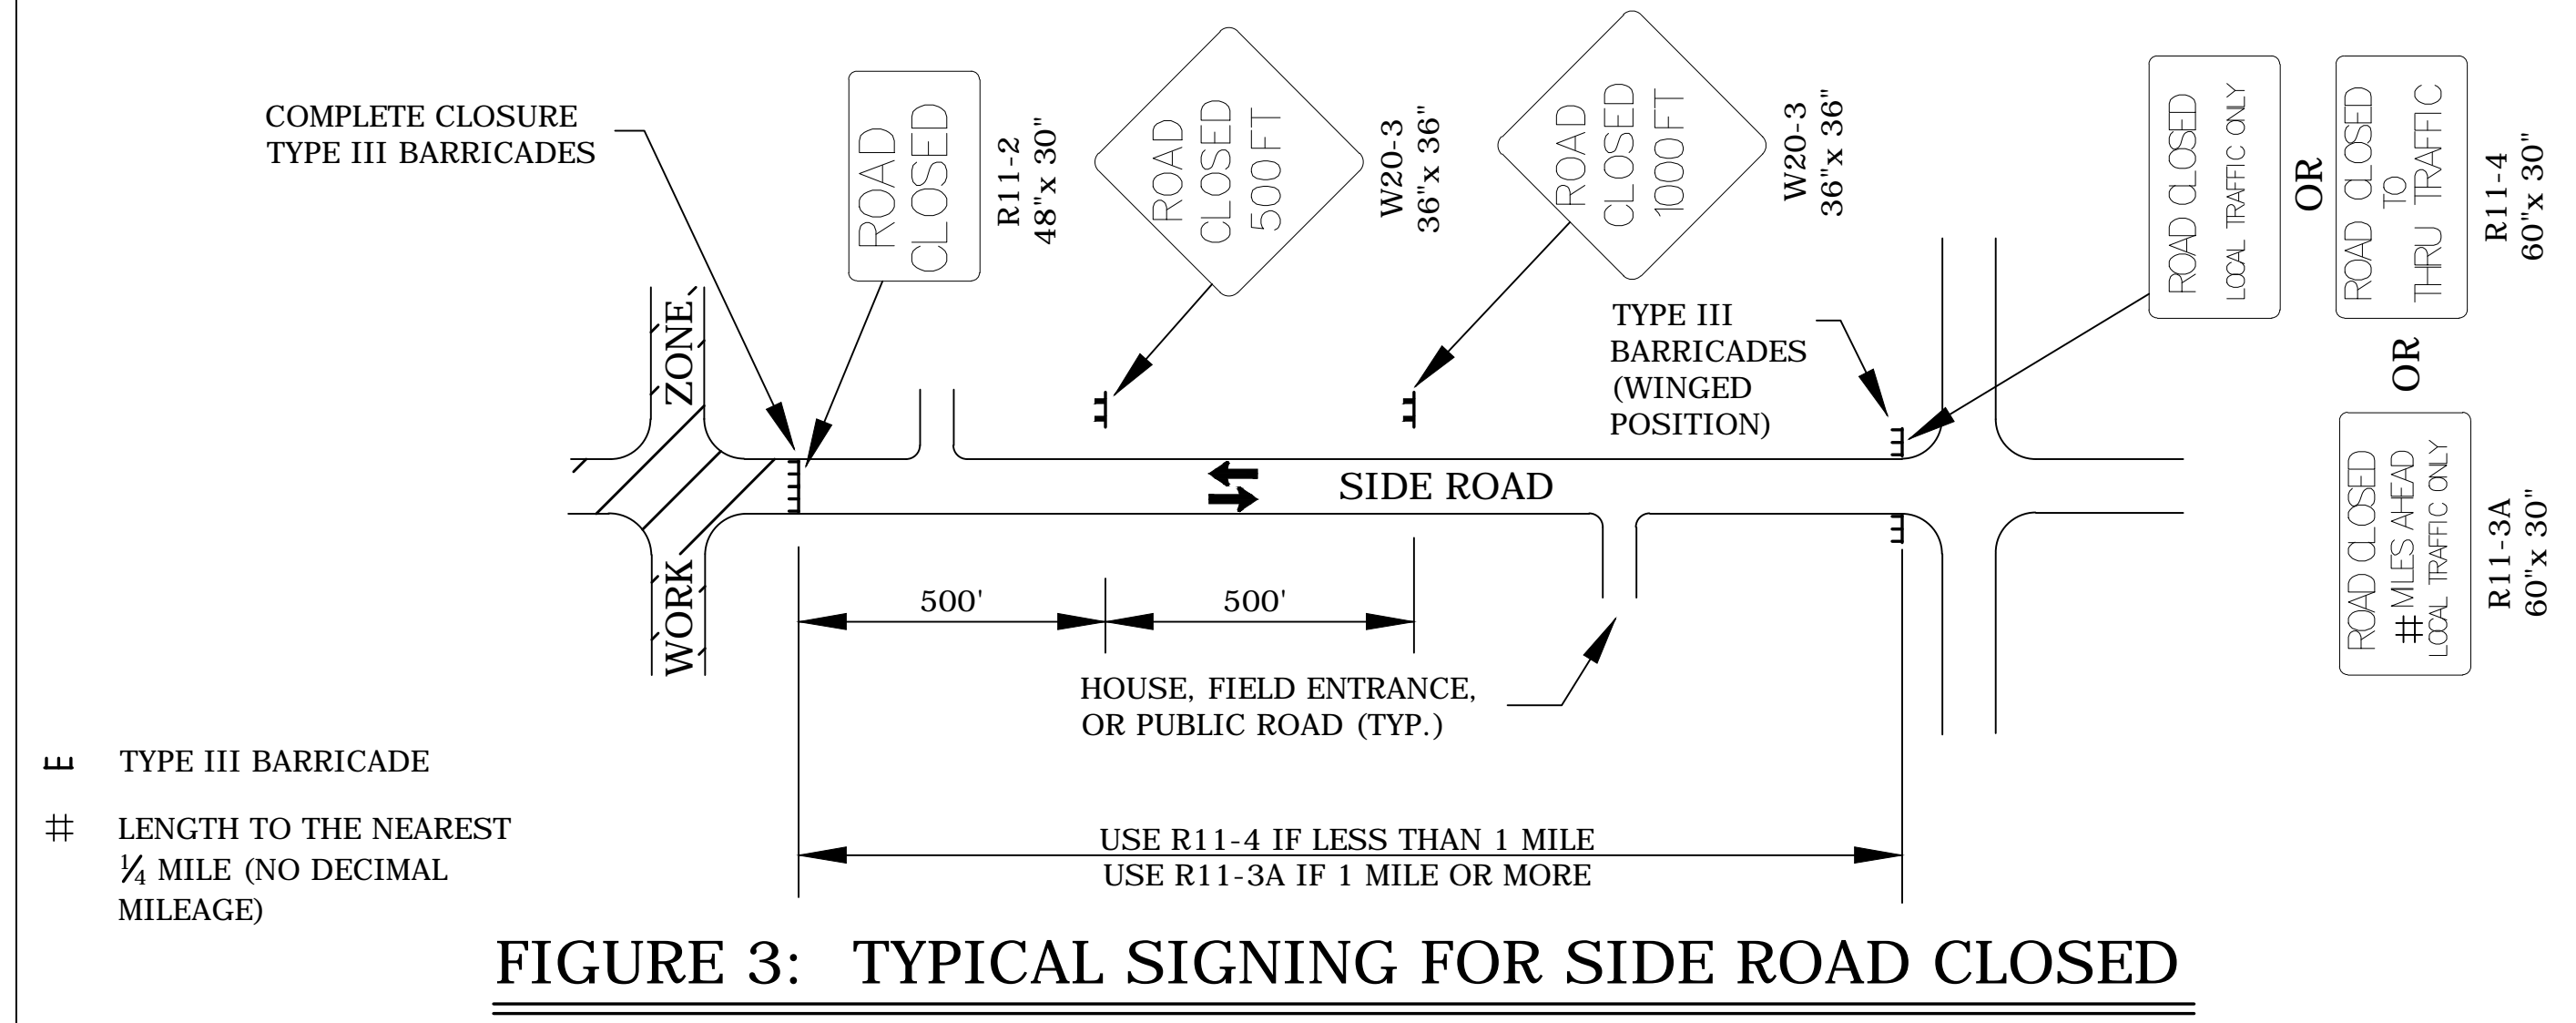 COMPLETE CLOSURE
TYPE III BARRICADES
ROAD
CLOSED
R11-2
48"x 30"
ROAD
CLOSED
500 FT
W20-3
36"x 36"
ROAD
CLOSED
1000 FT
W20-3
36"x 36"
ROAD CLOSED
LOCAL TRAFFIC ONLY
OR
ROAD CLOSED
TO
THRU TRAFFIC
R11-4
60"x 30"
OR
ROAD CLOSED
# MILES AHEAD
LOCAL TRAFFIC ONLY
R11-3A
60"x 30"
TYPE III
BARRICADES
(WINGED
POSITION)
WORK ZONE
SIDE ROAD
500'
500'
HOUSE, FIELD ENTRANCE,
OR PUBLIC ROAD (TYP.)
TYPE III BARRICADE
# LENGTH TO THE NEAREST
1/4 MILE (NO DECIMAL
MILEAGE)
USE R11-4 IF LESS THAN 1 MILE
USE R11-3A IF 1 MILE OR MORE
FIGURE 3: TYPICAL SIGNING FOR SIDE ROAD CLOSED